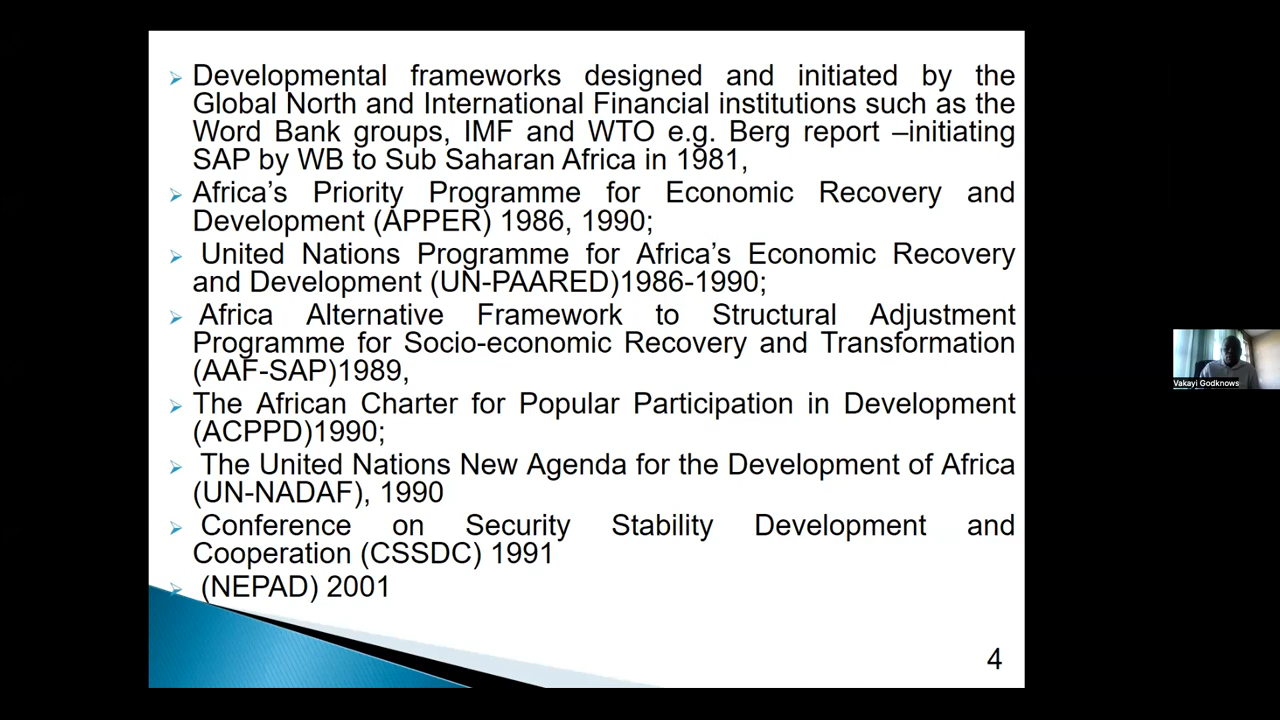 Developmental frameworks designed and initiated by the
Global North and International Financial institutions such as the
Word Bank groups, IMF and WTO e.g. Berg report –initiating
SAP by WB to Sub Saharan Africa in 1981,
Africa's Priority Programme for Economic Recovery and
Development (APPER) 1986, 1990;
United Nations Programme for Africa's Economic Recovery
and Development (UN-PAARED)1986-1990;
Africa Alternative Framework to Structural Adjustment
Programme for Socio-economic Recovery and Transformation
(AAF-SAP)1989,
The African Charter for Popular Participation in Development
(ACPPD)1990;
The United Nations New Agenda for the Development of Africa
(UN-NADAF), 1990
Conference on Security Stability Development and
Cooperation (CSSDC) 1991
(NEPAD) 2001
4
Vakayi Godknows